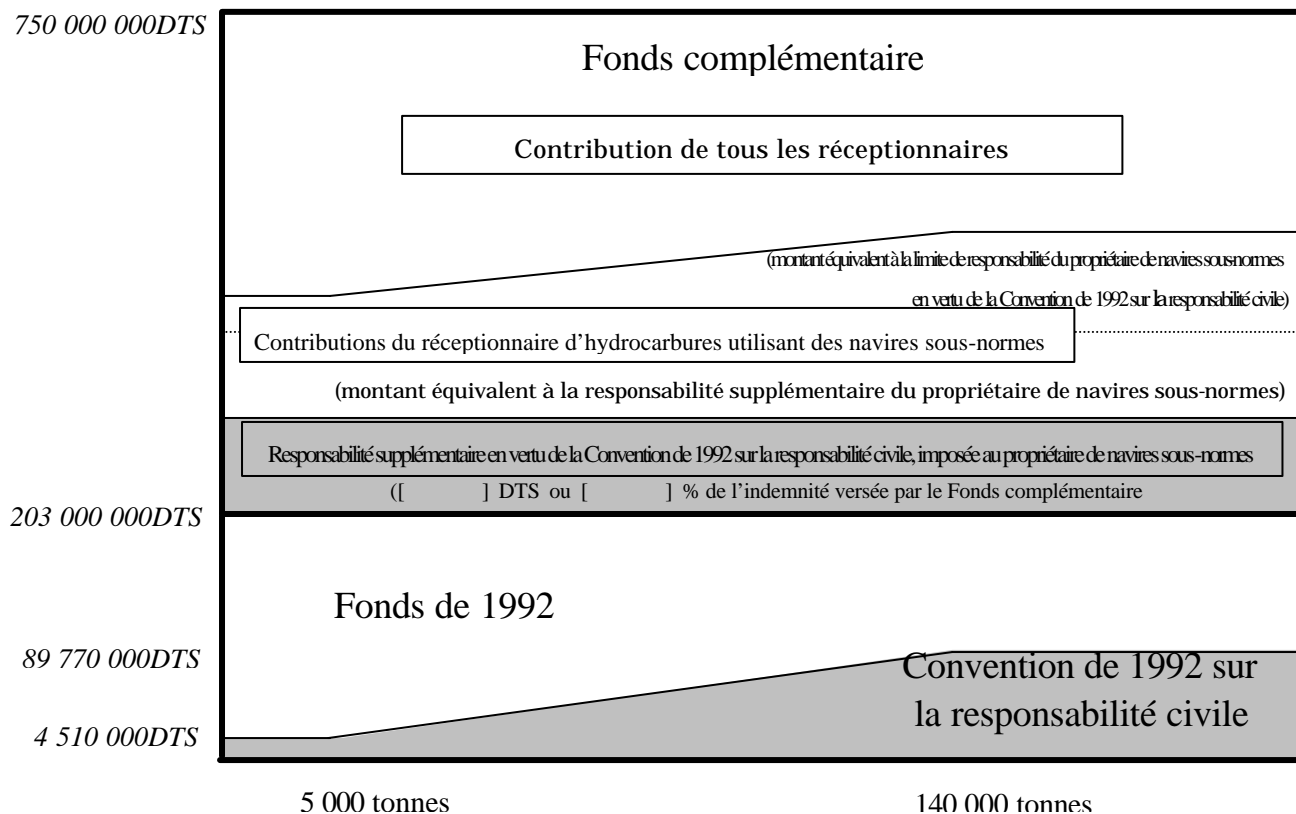 750 000 000DTS
Fonds complémentaire
Contribution de tous les réceptionnaires
(montant équivalent à la limite de responsabilité du propriétaire de navires sous-normes
en vertu de la Convention de 1992 sur la responsabilité civile)
Contributions du réceptionnaire d’hydrocarbures utilisant des navires sous-normes
(montant équivalent à la responsabilité supplémentaire du propriétaire de navires sous-normes)
Responsabilité supplémentaire en vertu de la Convention de 1992 sur la responsabilité civile, imposée au propriétaire de navires sous-normes
([ ] DTS ou [ ] % de l’indemnité versée par le Fonds complémentaire
203 000 000DTS
Fonds de 1992
89 770 000DTS
Convention de 1992 sur
la responsabilité civile
4 510 000DTS
5 000 tonnes
140 000 tonnes